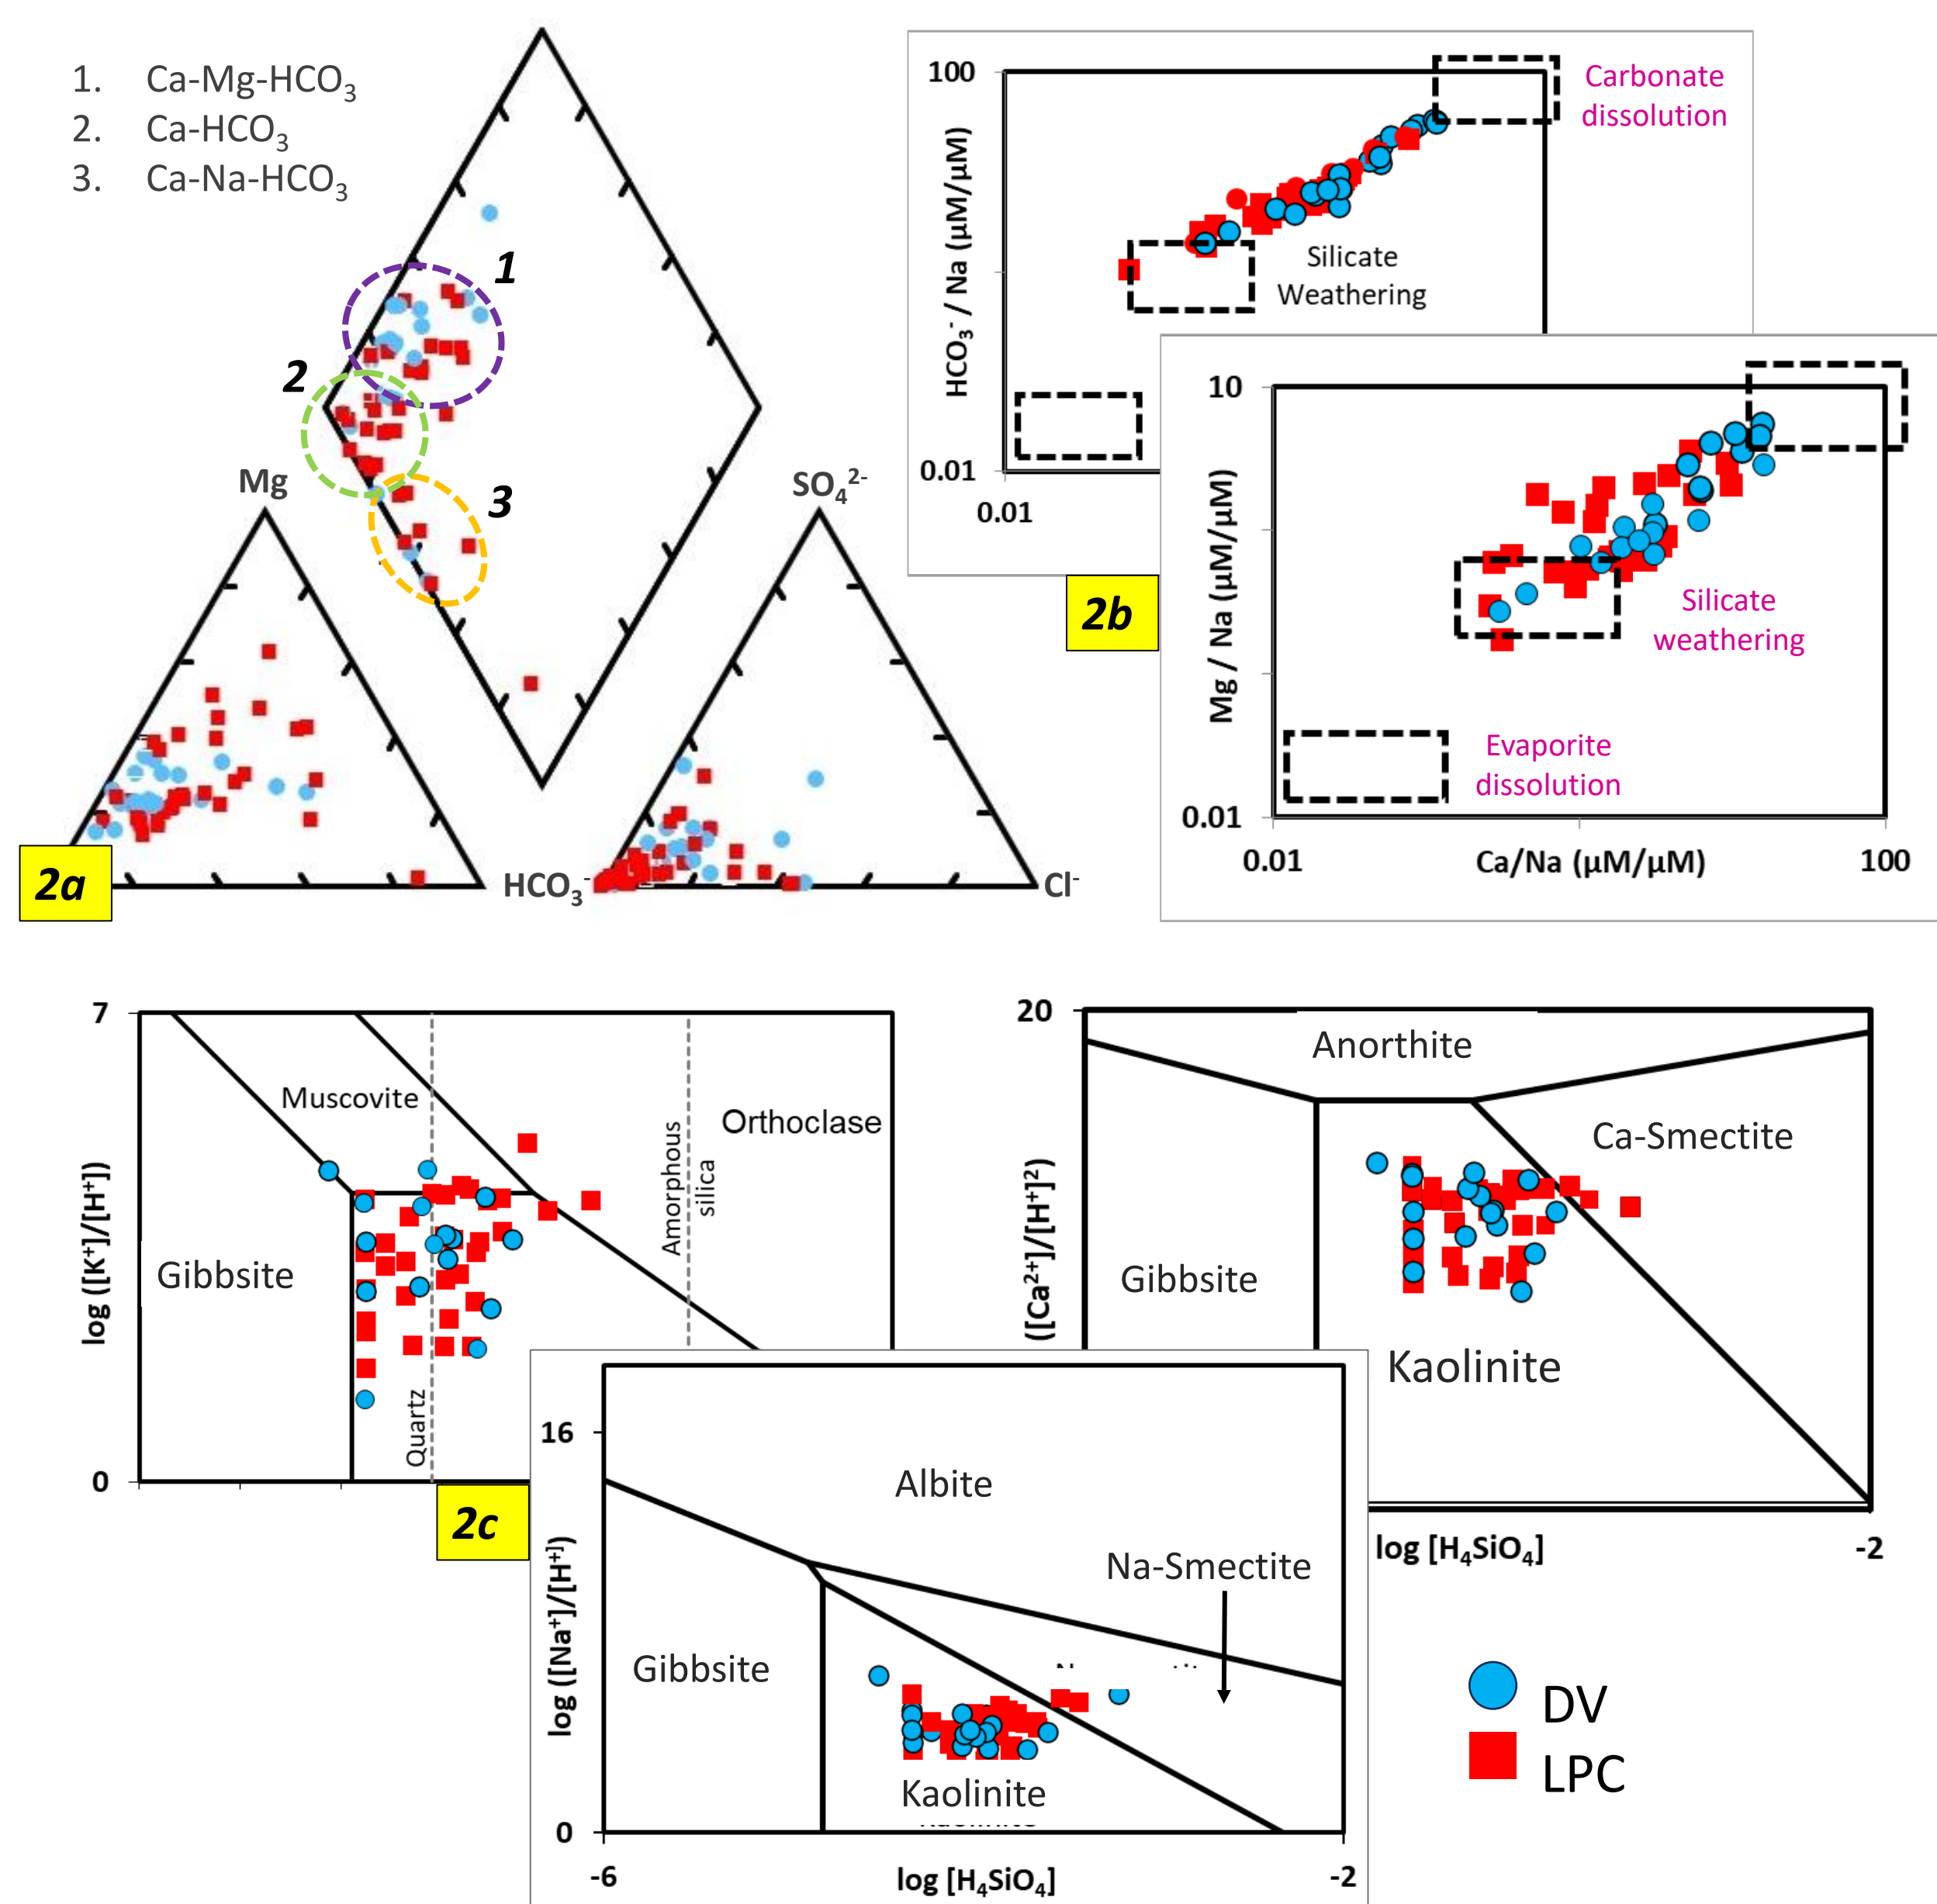 1. Ca-Mg-HCO3
2. Ca-HCO3
3. Ca-Na-HCO3
1
2
3
Mg
SO4 2-
HCO3-
Cl-
2a
100
Carbonate
dissolution
HCO3- / Na (µM/µM)
Silicate
Weathering
0.01
0.01
2b
10
Mg / Na (µM/µM)
Silicate
weathering
Evaporite
dissolution
0.01
0.01
Ca/Na (µM/µM)
100
7
Muscovite
Orthoclase
Amorphous
silica
log ([K+]/[H+])
Gibbsite
Quartz
0
2c
20
Anorthite
Ca-Smectite
([Ca2+]/[H+]2)
Gibbsite
Kaolinite
log [H4SiO4]
-2
16
Albite
Na-Smectite
log ([Na+]/[H+])
Gibbsite
Kaolinite
0
-6
log [H4SiO4]
-2
DV
LPC